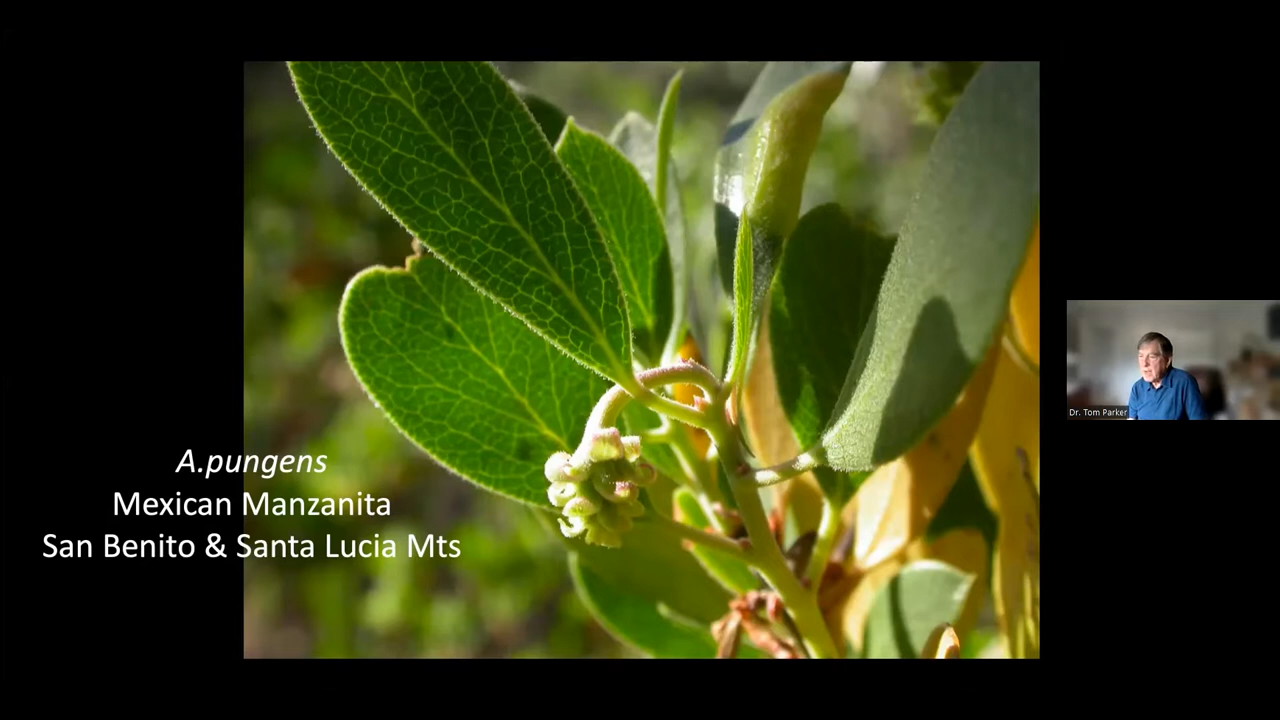 A.pungens
Mexican Manzanita
San Benito & Santa Lucia Mts
Dr. Tom Parker